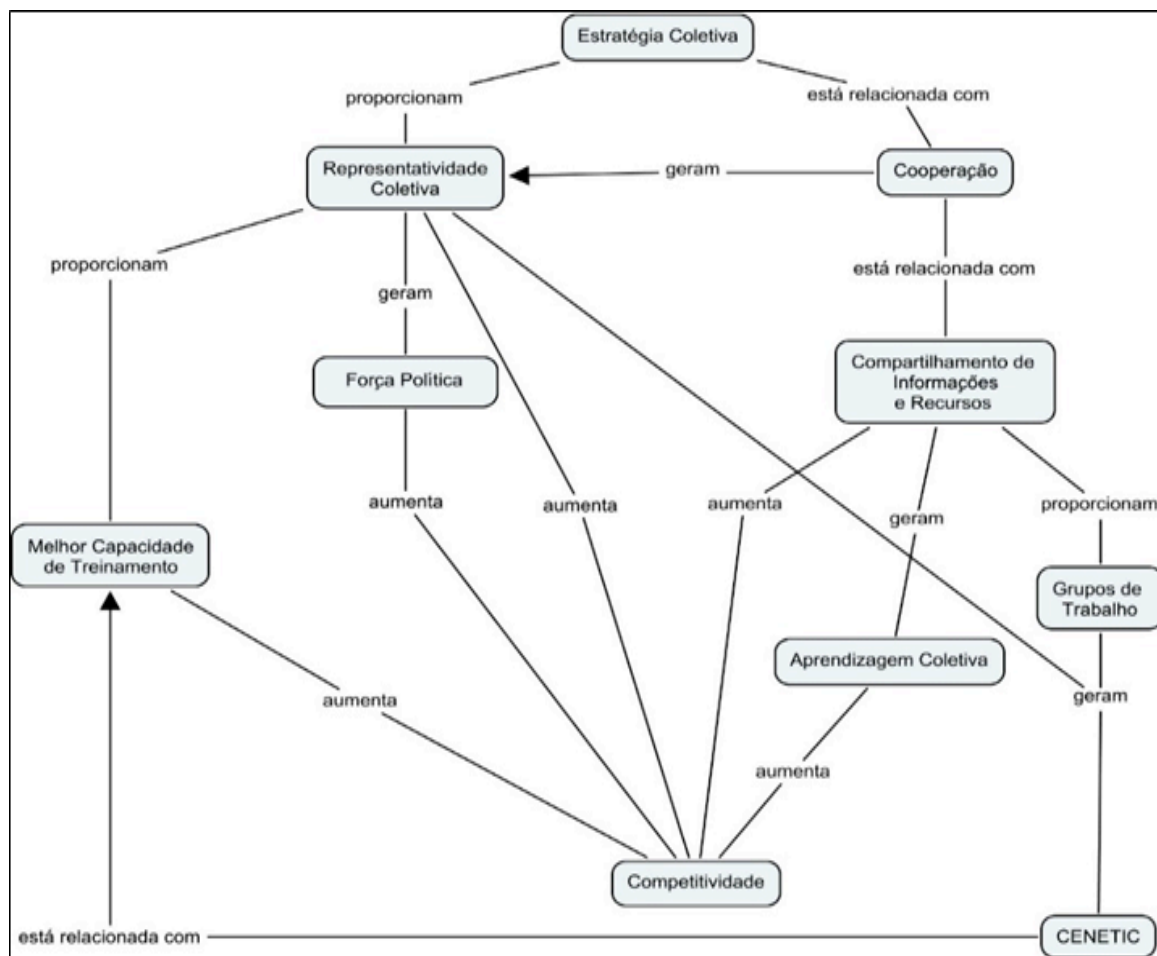 Estratégia Coletiva
proporcionam
está relacionada com
Representatividade
Coletiva
geram
Cooperação
proporcionam
geram
está relacionada com
Força Política
Compartilhamento de
Informações
e Recursos
aumenta
aumenta
aumenta
geram
proporcionam
Melhor Capacidade
de Treinamento
Grupos de
Trabalho
Aprendizagem Coletiva
aumenta
geram
aumenta
Competitividade
está relacionada com
CENETIC